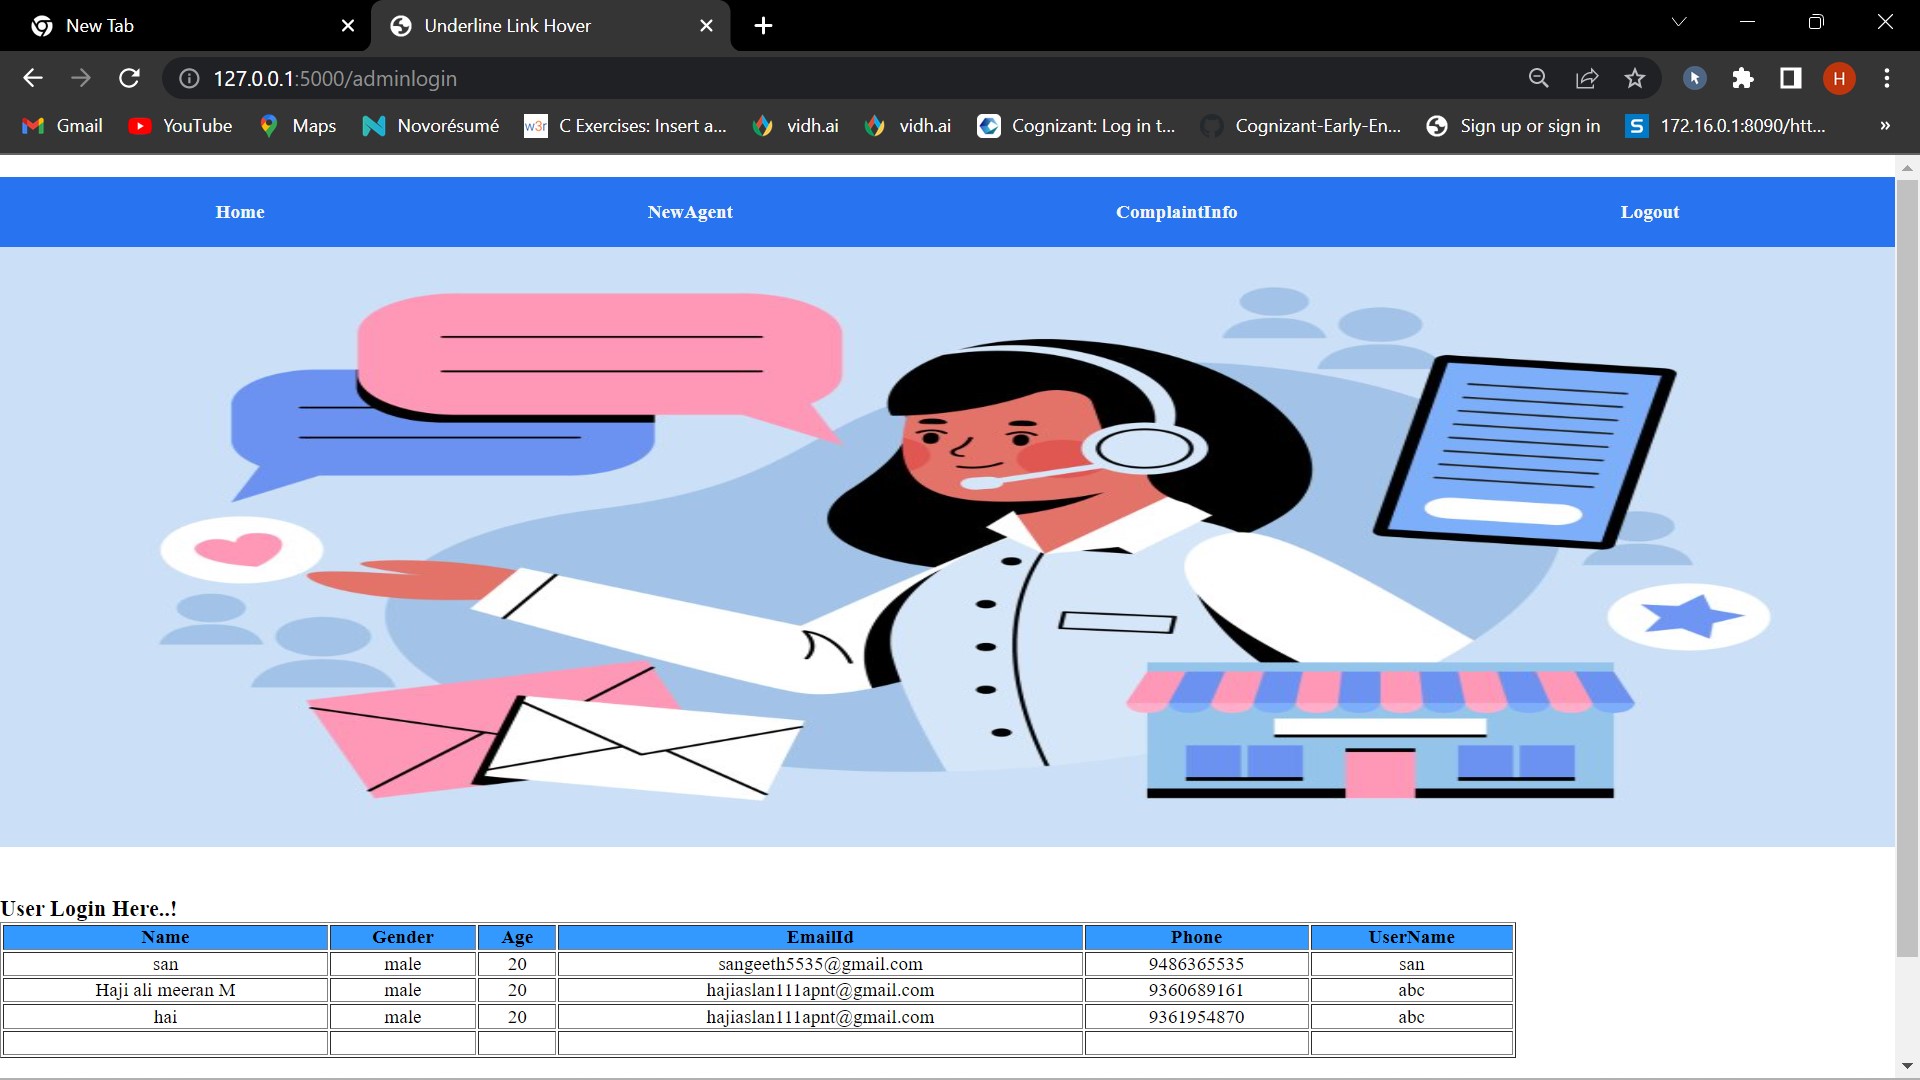 New Tab
Underline Link Hover
127.0.0.1:5000/adminlogin
H
Gmail YouTube Maps Novorésumé w3r C Exercises: Insert a... vidh.ai vidh.ai Cognizant: Log in t... Cognizant-Early-En... Sign up or sign in S 172.16.0.1:8090/htt... »
Home NewAgent ComplaintInfo Logout
User Login Here..!
Name Gender Age EmailId Phone UserName
san male 20 sangeeth5535@gmail.com 9486365535 san
Haji ali meeran M male 20 hajiaslan111apnt@gmail.com 9360689161 abc
hai male 20 hajiaslan111apnt@gmail.com 9361954870 abc